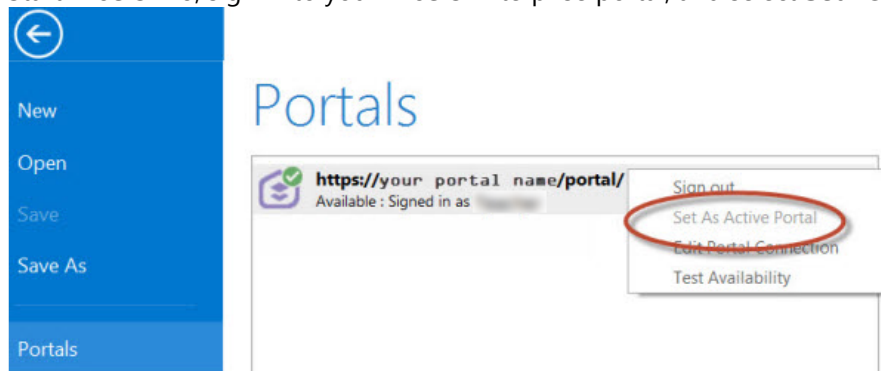 New
Open
Save
Save As
Portals
Portals
https://your portal name/portal/
Available : Signed in as
Sign out
Set As Active Portal
Edit Portal Connection
Test Availability